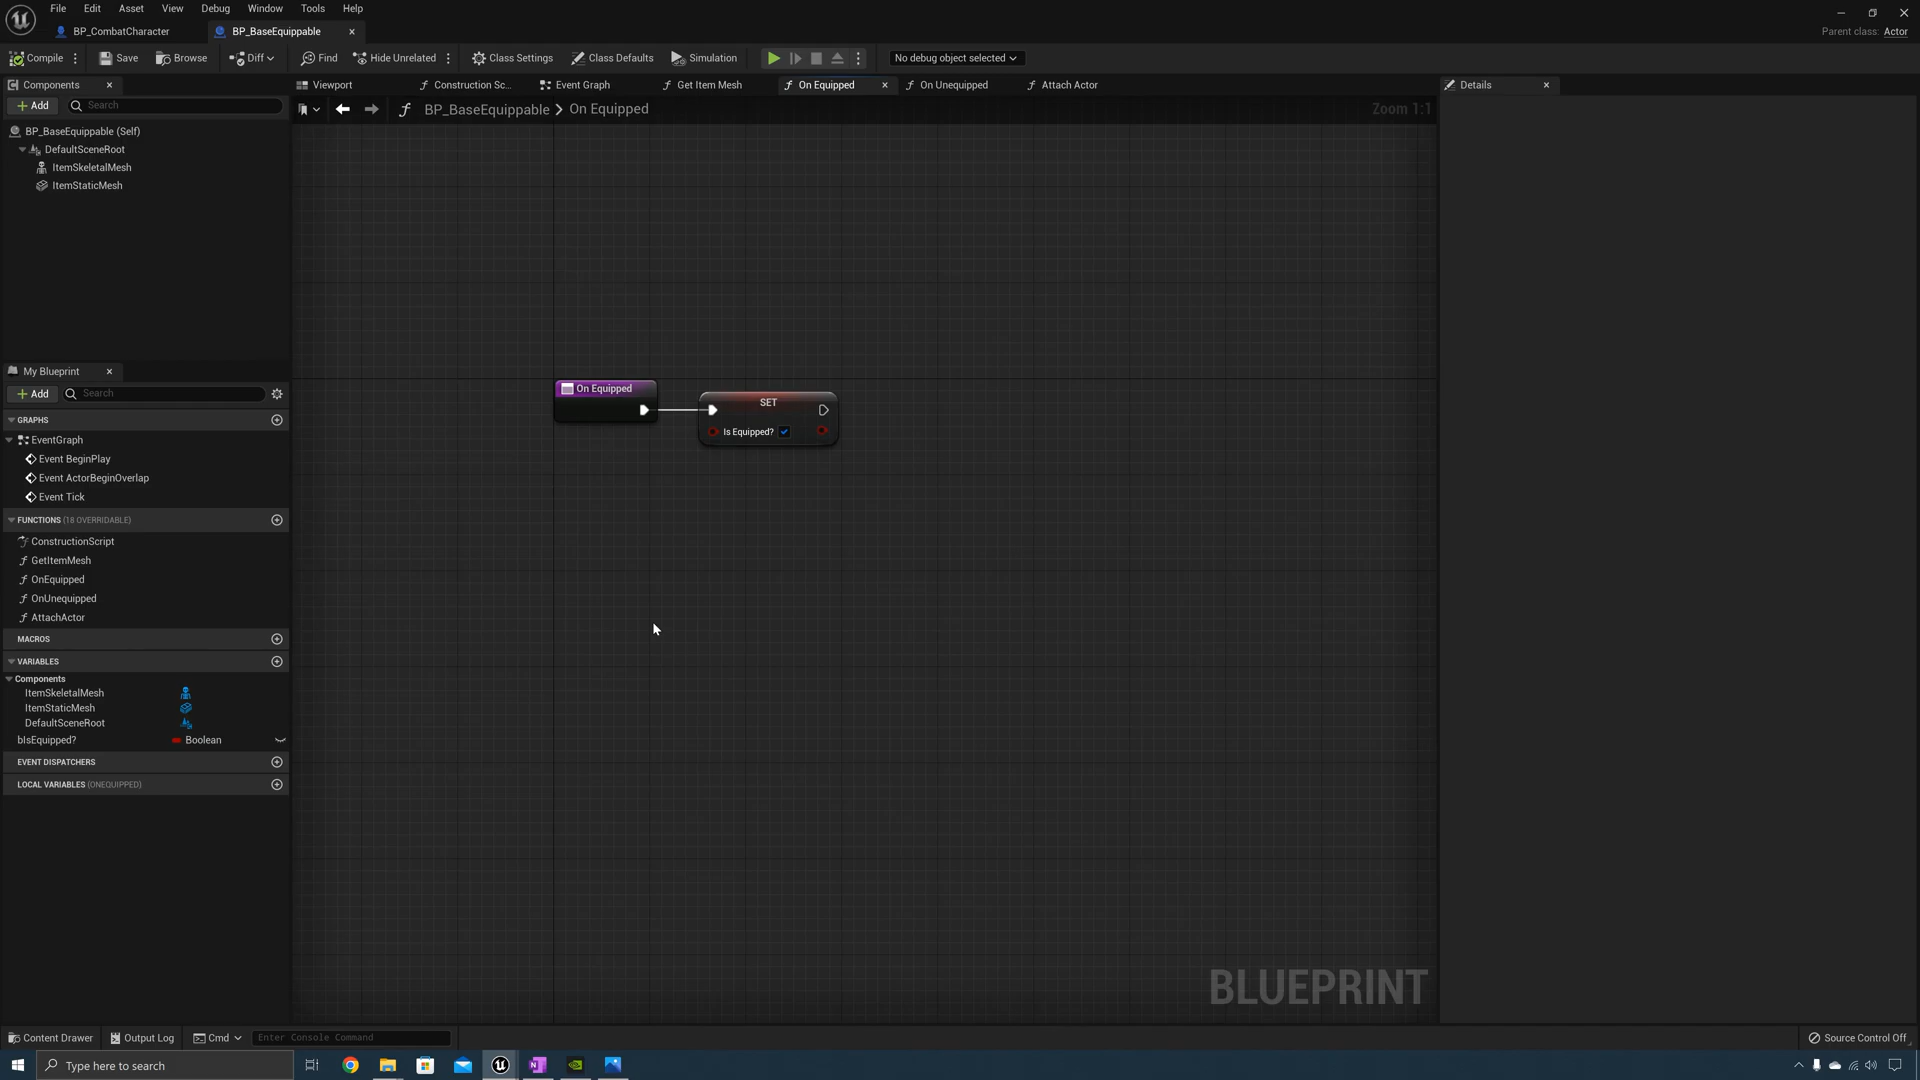 File Edit Asset View Debug Window Tools Help
BP_CombatCharacter BP_BaseEquippable
Parent class: Actor
Compile Save Browse Diff Find Hide Unrelated Class Settings Class Defaults Simulation No debug object selected
Components
Viewport Construction Sc... Event Graph Get Item Mesh On Equipped On Unequipped Attach Actor
Details
Add Search
BP_BaseEquippable On Equipped
Zoom 1:1
BP_BaseEquippable (Self)
DefaultSceneRoot
ItemSkeletalMesh
ItemStaticMesh
My Blueprint
Add Search
GRAPHS
EventGraph
Event BeginPlay
Event ActorBeginOverlap
Event Tick
FUNCTIONS (18 OVERRIDABLE)
ConstructionScript
GetItemMesh
OnEquipped
OnUnequipped
AttachActor
MACROS
VARIABLES
Components
ItemSkeletalMesh
ItemStaticMesh
DefaultSceneRoot
bIsEquipped? Boolean
EVENT DISPATCHERS
LOCAL VARIABLES (ONEQUIPPED)
On Equipped
SET
Is Equipped?
BLUEPRINT
Content Drawer Output Log Cmd Enter Console Command Source Control Off
Type here to search